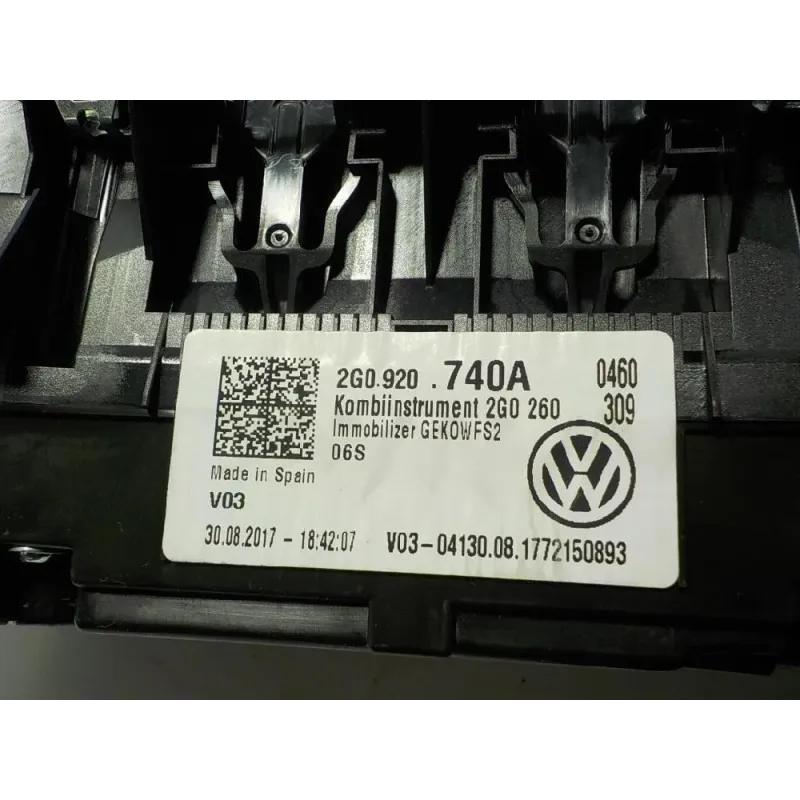 2G0.920 .740A 0460
Kombiinstrument 2G0 260 309
Immobilizer GEKOWFS2
06S
Made in Spain
V03
30.08.2017 - 18:42:07 V03-04130.08.1772150893